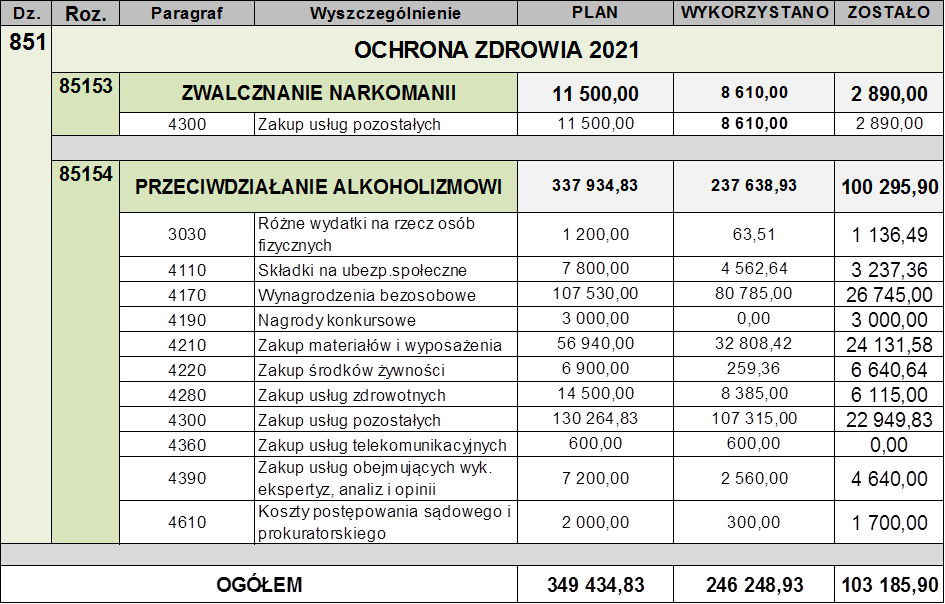 Dz. Roz. Paragraf Wyszczególnienie PLAN WYKORZYSTANO ZOSTAŁO
851 OCHRONA ZDROWIA 2021
85153 ZWALCZNANIE NARKOMANII 11 500,00 8 610,00 2 890,00
4300 Zakup usług pozostałych 11 500,00 8 610,00 2 890,00
85154 PRZECIWDZIAŁANIE ALKOHOLIZMOWI 337 934,83 237 638,93 100 295,90
3030 Różne wydatki na rzecz osób
fizycznych 1 200,00 63,51 1 136,49
4110 Składki na ubezp.społeczne 7 800,00 4 562,64 3 237,36
4170 Wynagrodzenia bezosobowe 107 530,00 80 785,00 26 745,00
4190 Nagrody konkursowe 3 000,00 0,00 3 000,00
4210 Zakup materiałów i wyposażenia 56 940,00 32 808,42 24 131,58
4220 Zakup środków żywności 6 900,00 259,36 6 640,64
4280 Zakup usług zdrowotnych 14 500,00 8 385,00 6 115,00
4300 Zakup usług pozostałych 130 264,83 107 315,00 22 949,83
4360 Zakup usług telekomunikacyjnych 600,00 600,00 0,00
4390 Zakup usług obejmujących wyk.
ekspertyz, analiz i opinii 7 200,00 2 560,00 4 640,00
4610 Koszty postępowania sądowego i
prokuratorskiego 2 000,00 300,00 1 700,00
OGÓŁEM 349 434,83 246 248,93 103 185,90